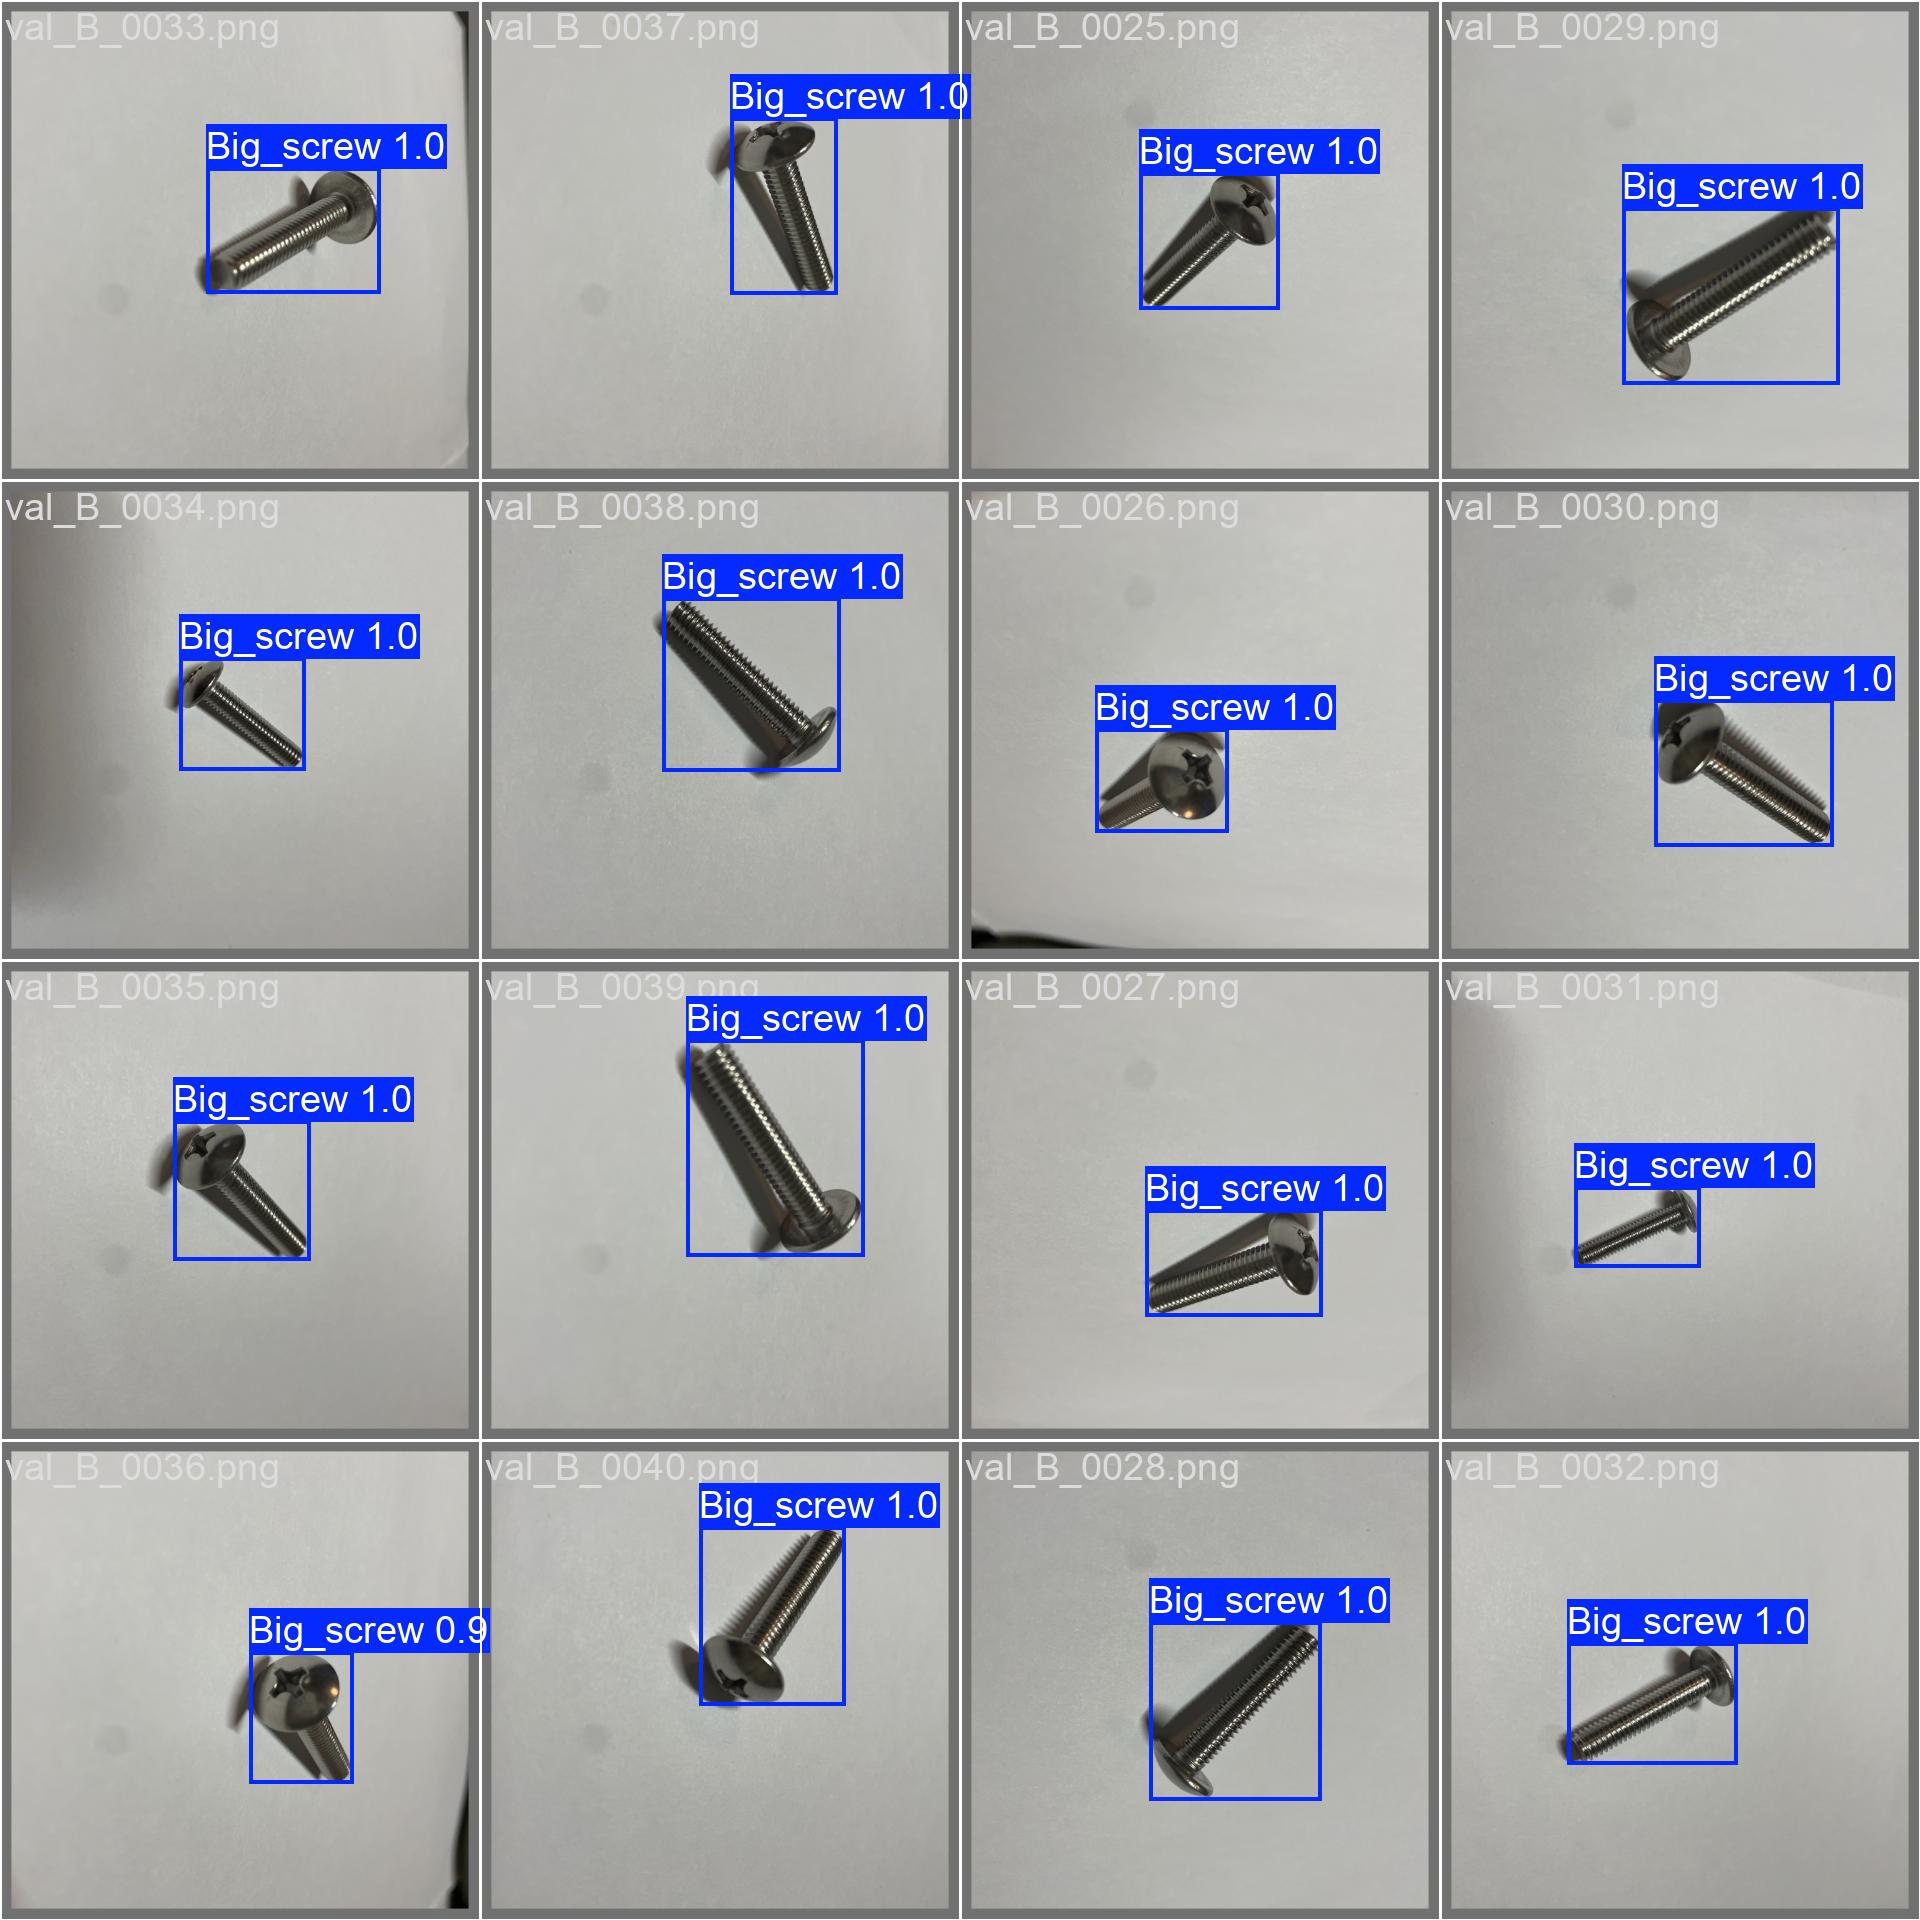 val_B_0033.png
Big_screw 1.0
val_B_0037.png
Big_screw 1.0
val_B_0025.png
Big_screw 1.0
val_B_0029.png
Big_screw 1.0
val_B_0034.png
Big_screw 1.0
val_B_0038.png
Big_screw 1.0
val_B_0026.png
Big_screw 1.0
val_B_0030.png
Big_screw 1.0
val_B_0035.png
Big_screw 1.0
val_B_0039.png
Big_screw 1.0
val_B_0027.png
Big_screw 1.0
val_B_0031.png
Big_screw 1.0
val_B_0036.png
Big_screw 0.9
val_B_0040.png
Big_screw 1.0
val_B_0028.png
Big_screw 1.0
val_B_0032.png
Big_screw 1.0